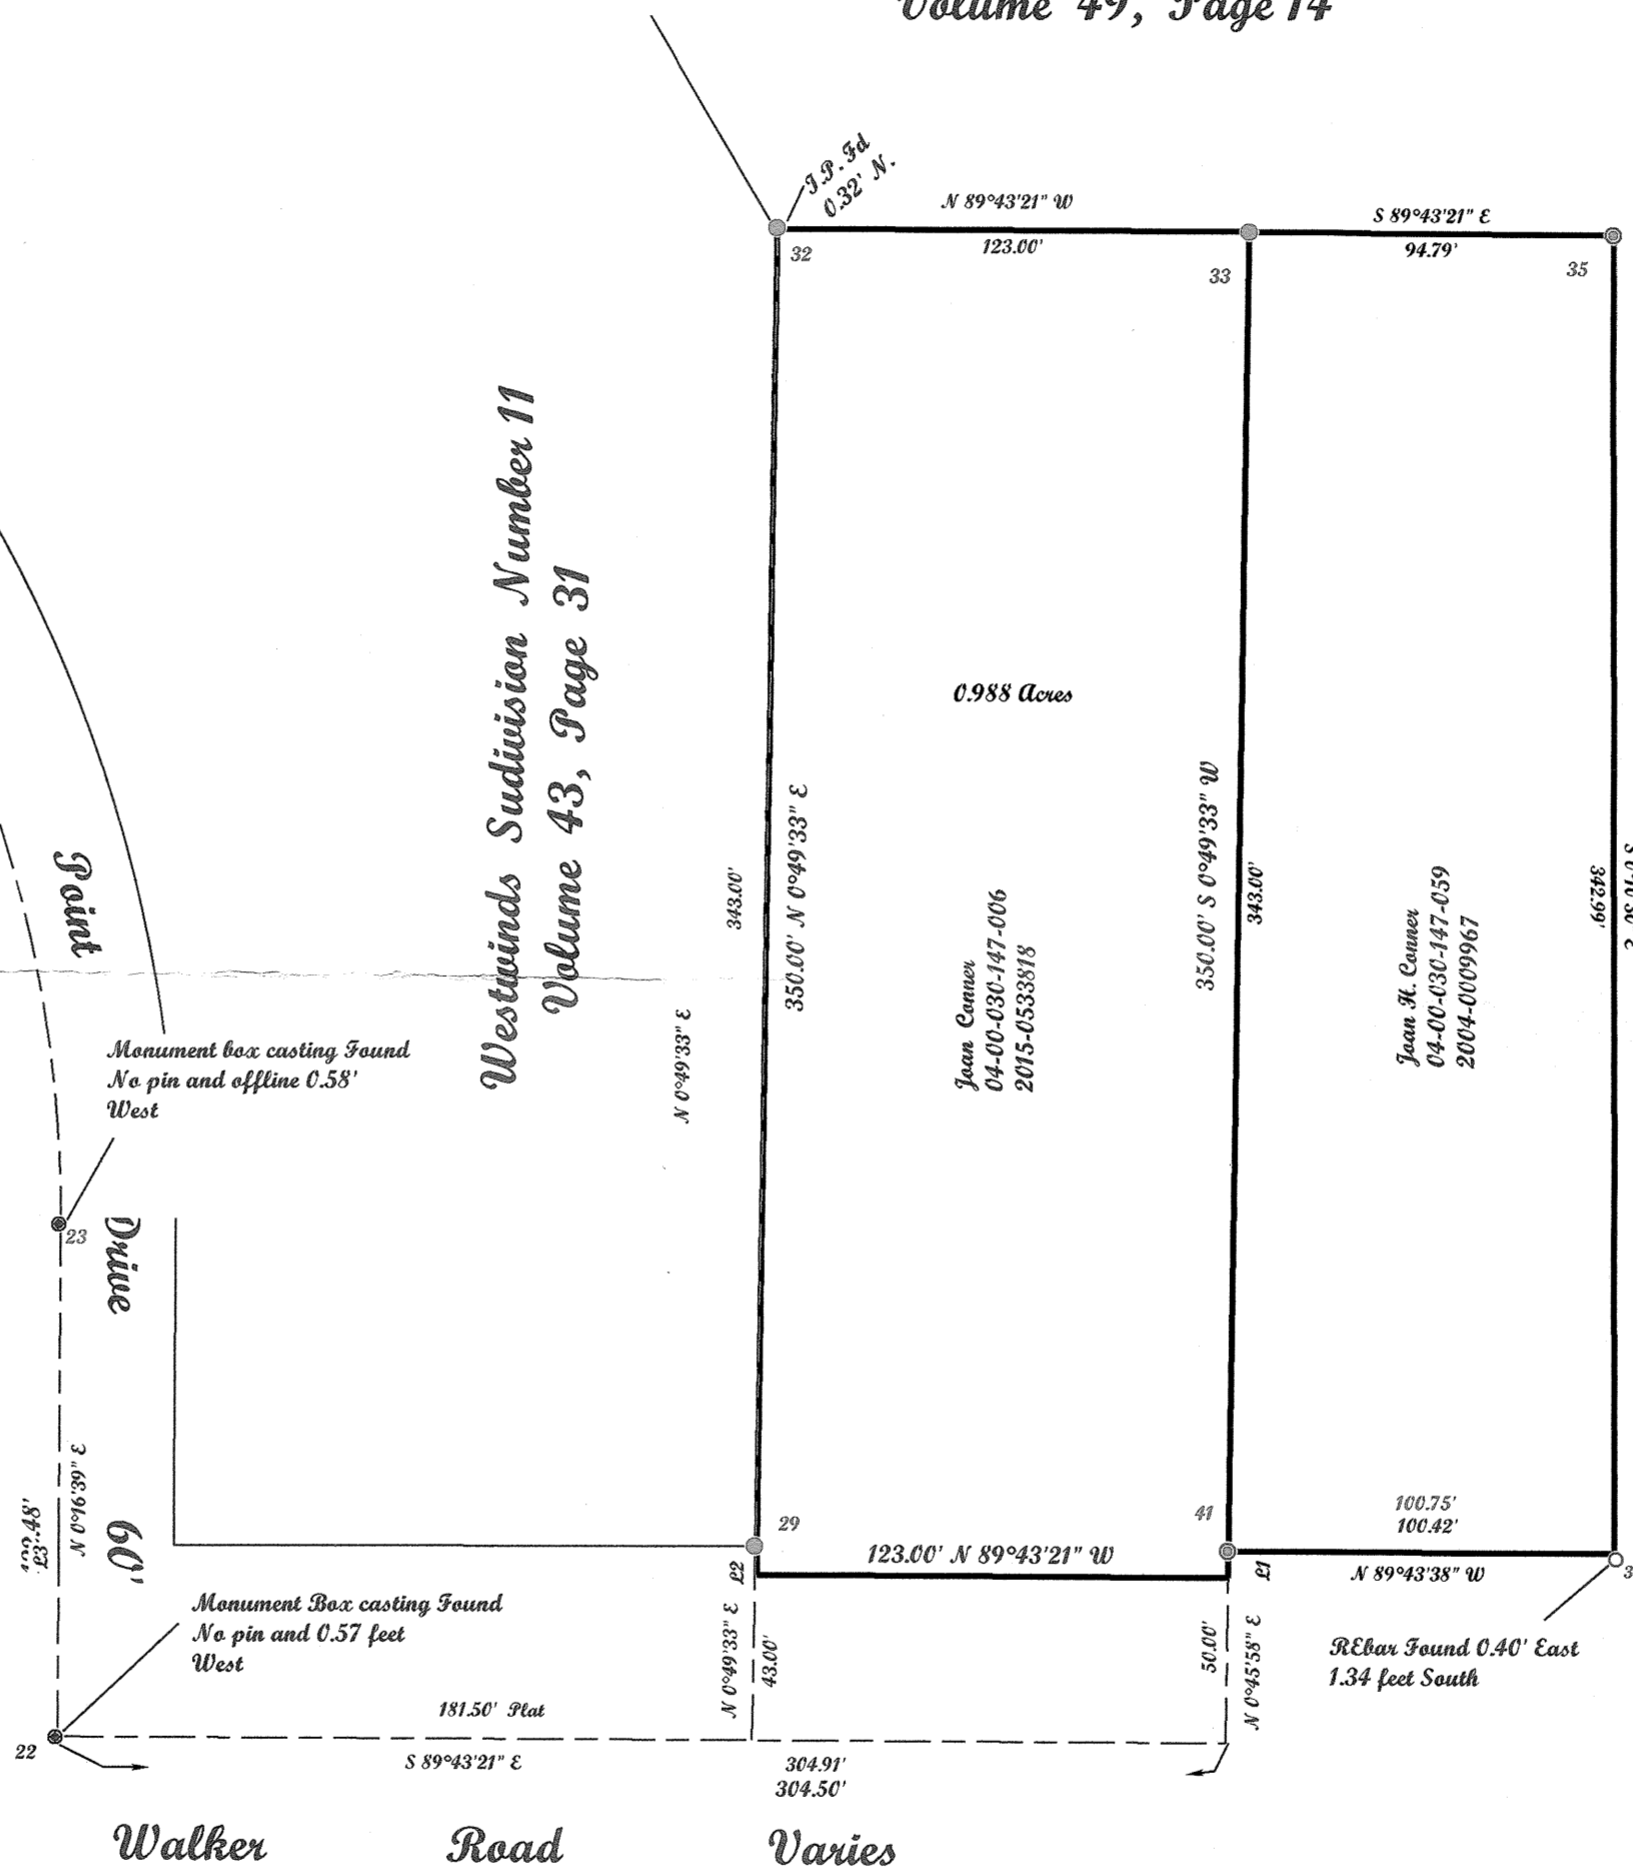 Volume 49, Page 14
I.P. Fd
0.32' N.
N 89°43'21" W
123.00'
S 89°43'21" E
94.79'
32
33
35
Westwinds Sudivision Number 11
Volume 43, Page 31
0.988 Acres
343.00'
350.00' N 0°49'33" E
N 0°49'33" E
350.00' S 0°49'33" W
343.00'
342.99'
Joan Conner
04-00-030-147-006
2015-0533818
Joan H. Conner
04-00-030-147-059
2004-0009967
Point
Drive
60'
Monument box casting Found
No pin and offline 0.58'
West
23
N 0°16'39" E
29
41
123.00' N 89°43'21" W
100.75'
100.42'
N 89°43'38" W
L2
L1
3
Monument Box casting Found
No pin and 0.57 feet
West
REbar Found 0.40' East
1.34 feet South
N 0°49'33" E
43.00'
50.00'
N 0°45'58" E
181.50' Plat
22
S 89°43'21" E
304.91'
304.50'
Walker Road Varies